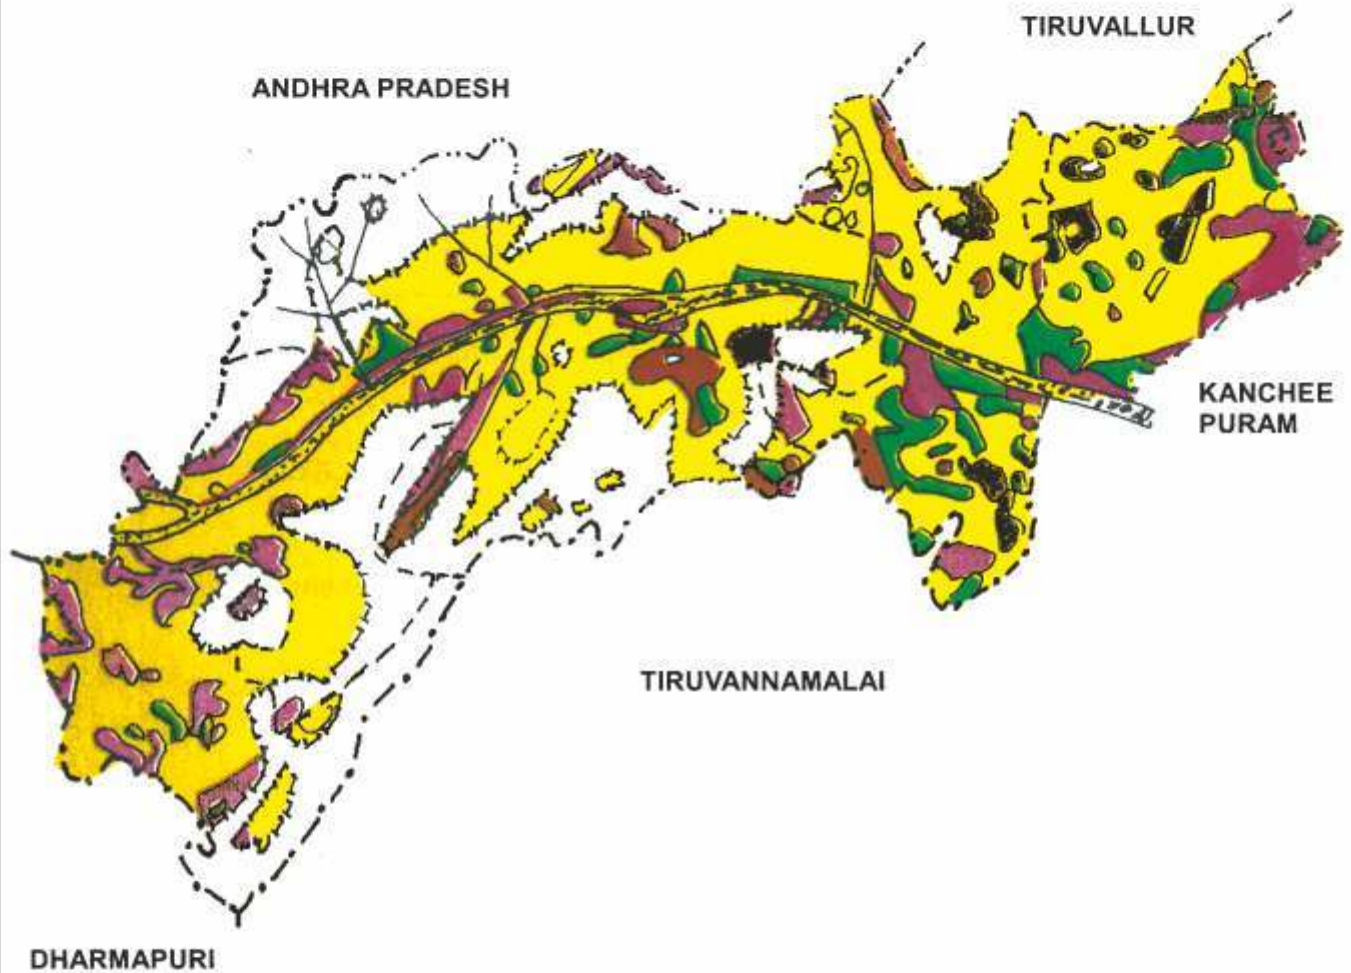 TIRUVALLUR
ANDHRA PRADESH
KANCHEE
PURAM
TIRUVANNAMALAI
DHARMAPURI